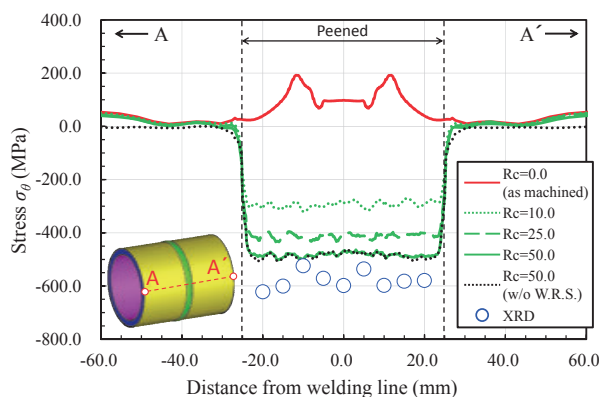 400.0
200.0
0.0
-200.0
-400.0
-600.0
-800.0
Stress σθ (MPa)
A
Peened
A´
Rc=0.0
(as machined)
Rc=10.0
Rc=25.0
Rc=50.0
Rc=50.0
(w/o W.R.S.)
XRD
A
A´
-60.0 -40.0 -20.0 0.0 20.0 40.0 60.0
Distance from welding line (mm)